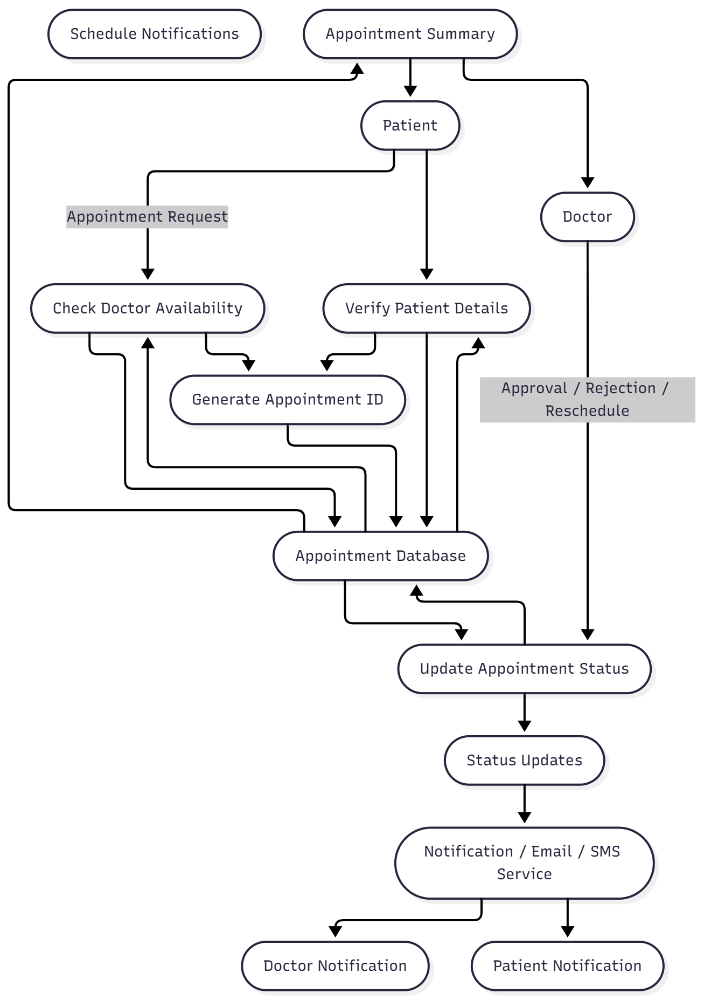 Schedule Notifications
Appointment Summary
Patient
Appointment Request
Doctor
Check Doctor Availability
Verify Patient Details
Generate Appointment ID
Approval / Rejection /
Reschedule
Appointment Database
Update Appointment Status
Status Updates
Notification / Email / SMS
Service
Doctor Notification
Patient Notification